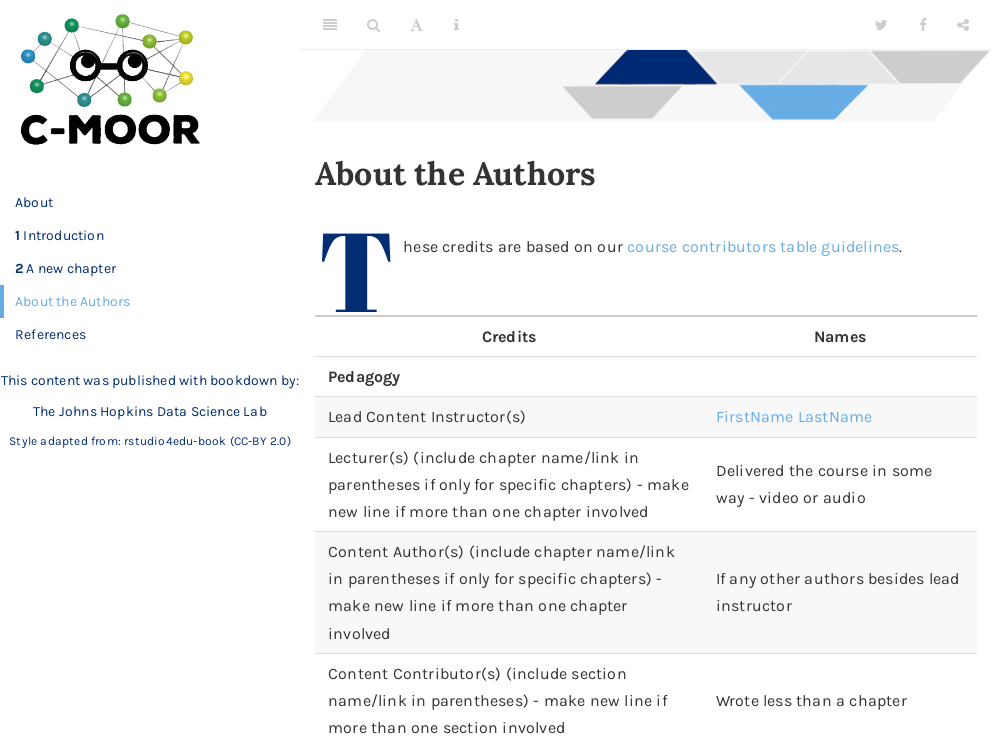 C-MOOR
About
1 Introduction
2 A new chapter
About the Authors
References
This content was published with bookdown by:
The Johns Hopkins Data Science Lab
Style adapted from: rstudio4edu-book (CC-BY 2.0)
A
i
About the Authors
These credits are based on our course contributors table guidelines.
Credits
Names
Pedagogy
Lead Content Instructor(s)
FirstName LastName
Lecturer(s) (include chapter name/link in
parentheses if only for specific chapters) - make
new line if more than one chapter involved
Delivered the course in some
way - video or audio
Content Author(s) (include chapter name/link
in parentheses if only for specific chapters) -
make new line if more than one chapter
involved
If any other authors besides lead
instructor
Content Contributor(s) (include section
name/link in parentheses) - make new line if
more than one section involved
Wrote less than a chapter